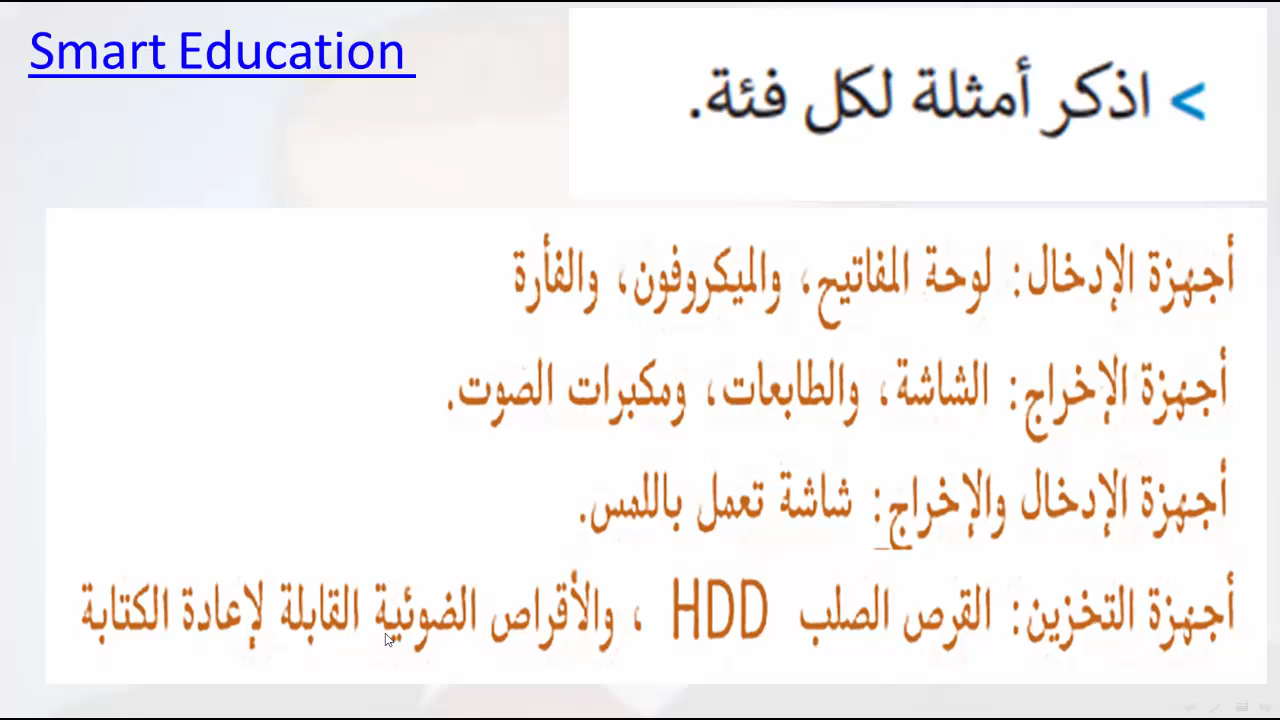 Smart Education
> اذكر أمثلة لكل فئة.
أجهزة الإدخال: لوحة المفاتيح، والميكروفون، والفأرة
أجهزة الإخراج: الشاشة، والطابعات، ومكبرات الصوت.
أجهزة الإدخال والإخراج: شاشة تعمل باللمس.
أجهزة التخزين: القرص الصلب HDD ، والأقراص الضوئية القابلة لإعادة الكتابة